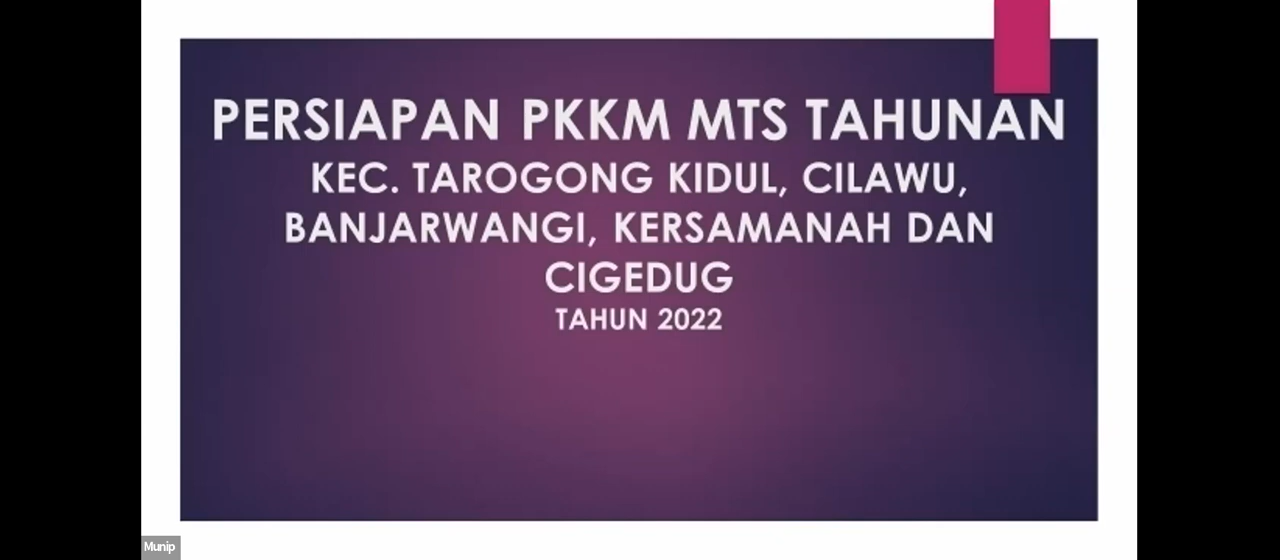 PERSIAPAN PKKM MTS TAHUNAN
KEC. TAROGONG KIDUL, CILAWU,
BANJARWANGI, KERSAMANAH DAN
CIGEDUG
TAHUN 2022
Munip